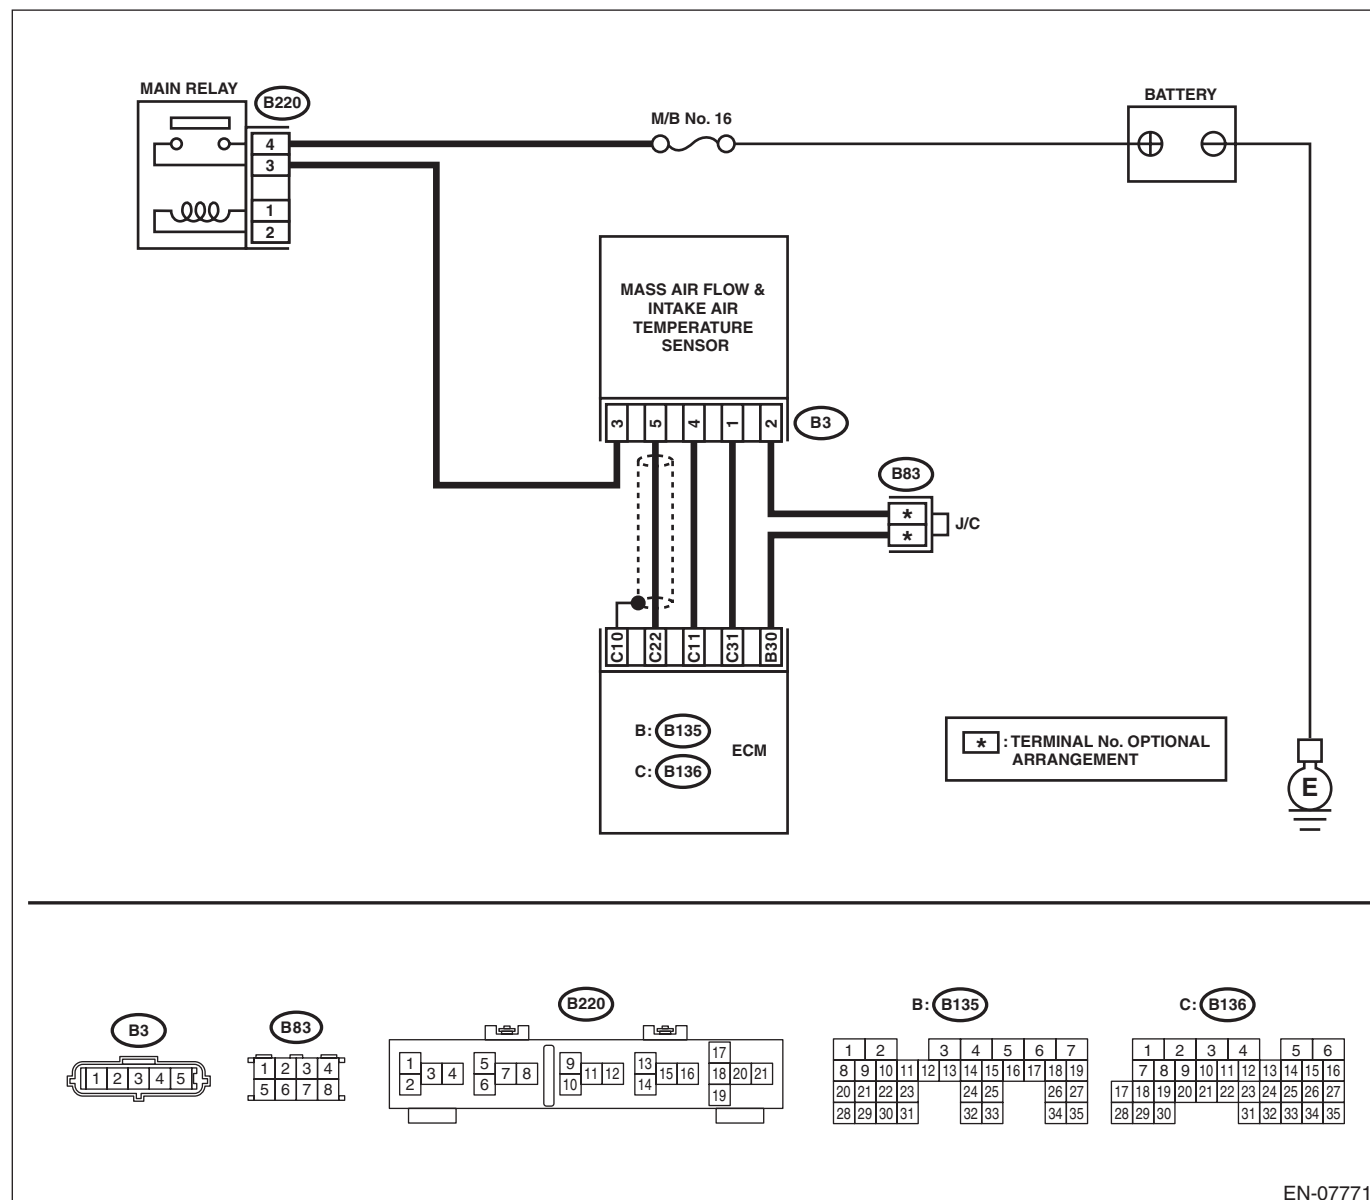 MAIN RELAY
B220
4
3
1
2
M/B No. 16
BATTERY
MASS AIR FLOW &
INTAKE AIR
TEMPERATURE
SENSOR
3 5 4 1 2
B3
B83
*
*
J/C
C10 C22 C11 C31 B30
B: B135
C: B136
ECM
* : TERMINAL No. OPTIONAL
ARRANGEMENT
E
B3
1 2 3 4 5
B83
1 2 3 4
5 6 7 8
B220
1 2 3 4
5 6 7 8
9 10 11 12
13 14 15 16
17 18 19 20 21
B: B135
1 2 3 4 5 6 7
8 9 10 11 12 13 14 15 16 17 18 19
20 21 22 23 24 25 26 27
28 29 30 31 32 33 34 35
C: B136
1 2 3 4 5 6
7 8 9 10 11 12 13 14 15 16
17 18 19 20 21 22 23 24 25 26 27
28 29 30 31 32 33 34 35
EN-07771